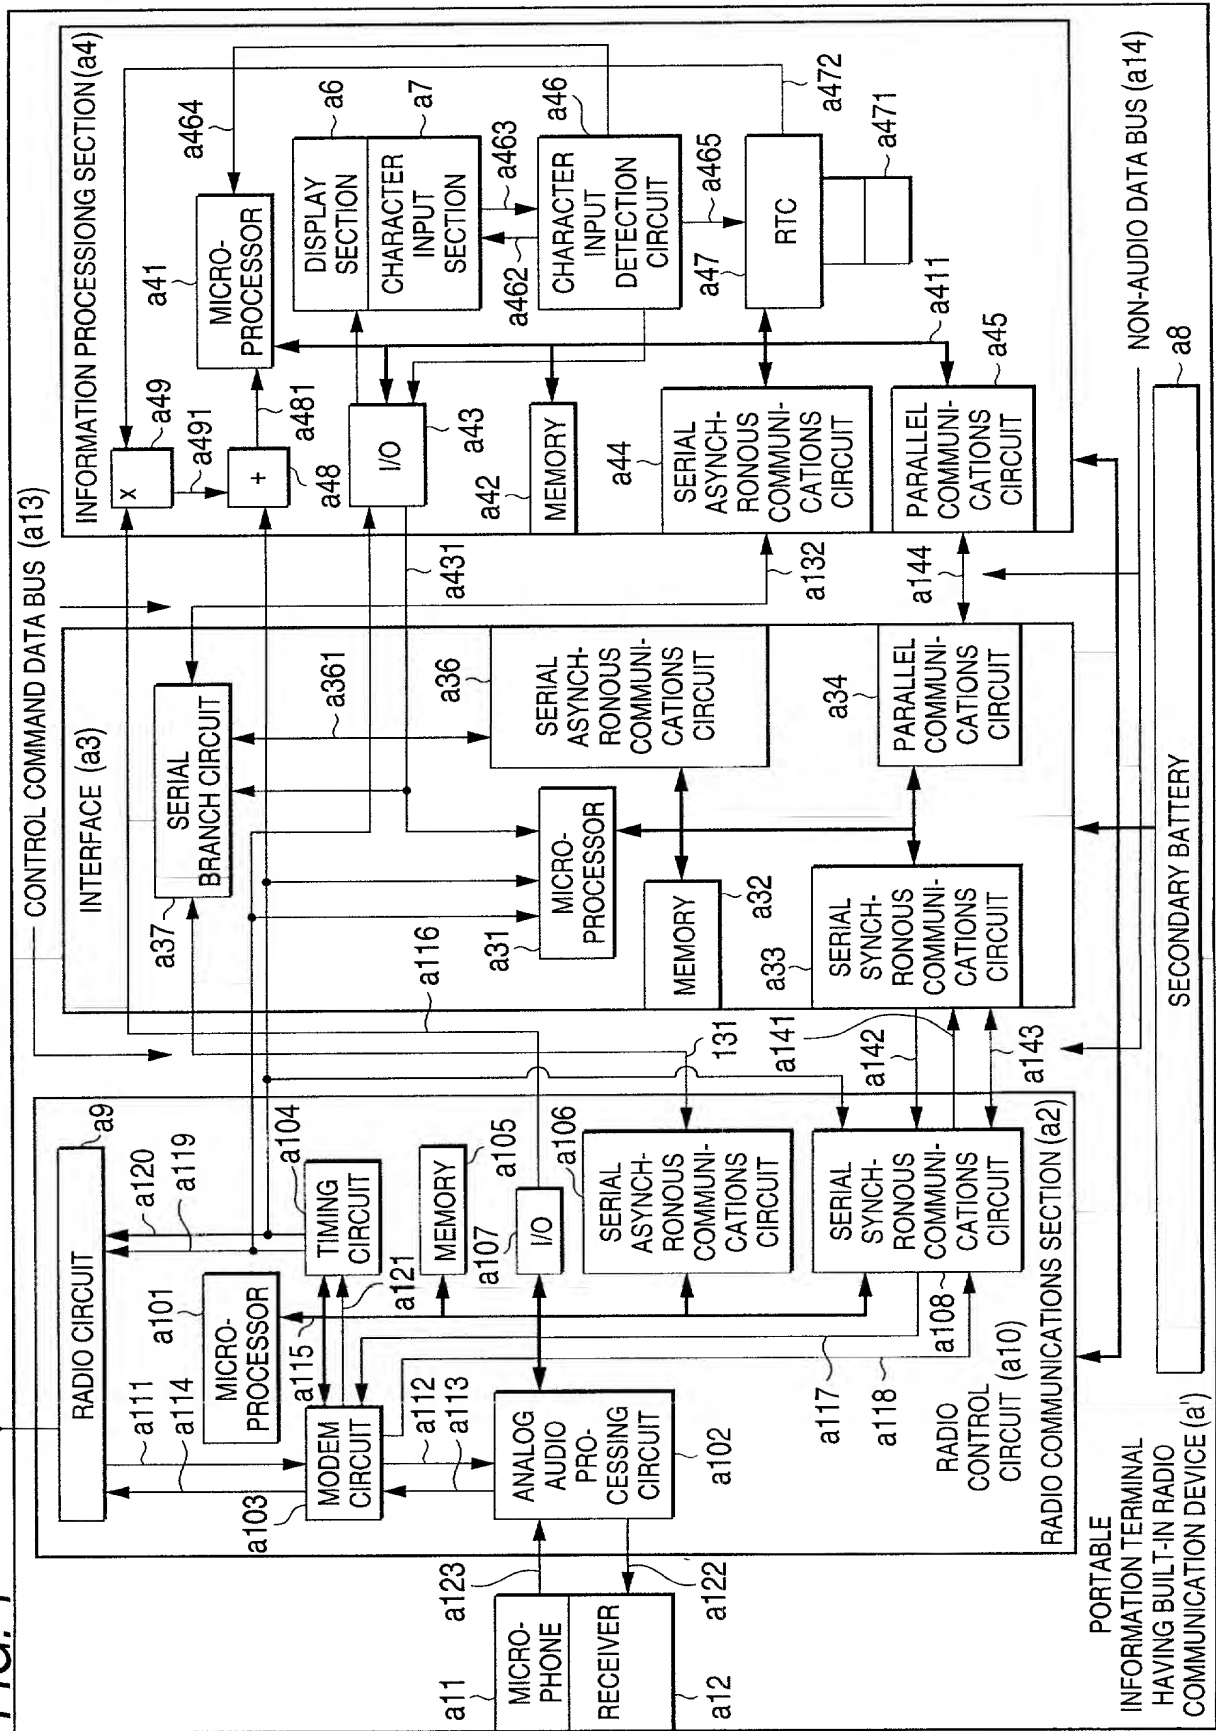 FIG. 1
CONTROL COMMAND DATA BUS (a13)
INFORMATION PROCESSIONG SECTION (a4)
a464
a41
MICRO-
PROCESSOR
a49
X
a491
+
a481
a48
DISPLAY
SECTION
a6
CHARACTER
INPUT
SECTION
a7
a463
a462
CHARACTER
INPUT
DETECTION
CIRCUIT
a46
a465
a472
RTC
a47
a471
a411
I/O
a43
a431
MEMORY
a42
SERIAL
ASYNCH-
RONOUS
COMMUNI-
CATIONS
CIRCUIT
a44
PARALLEL
COMMUNI-
CATIONS
CIRCUIT
a45
a132
a144
NON-AUDIO DATA BUS (a14)
INTERFACE (a3)
SERIAL
BRANCH CIRCUIT
a37
a361
a36
SERIAL
ASYNCH-
RONOUS
COMMUNI-
CATIONS
CIRCUIT
a34
PARALLEL
COMMUNI-
CATIONS
CIRCUIT
MICRO-
PROCESSOR
a31
MEMORY
a32
a33
SERIAL
SYNCH-
RONOUS
COMMUNI-
CATIONS
CIRCUIT
a116
131
a141
a142
a143
RADIO CIRCUIT
a9
a120
a119
a111
a114
a101
MICRO-
PROCESSOR
a104
TIMING
CIRCUIT
a121
a115
MODEM
CIRCUIT
a103
a112
a113
MEMORY
a105
a107
I/O
a106
SERIAL
ASYNCH-
RONOUS
COMMUNI-
CATIONS
CIRCUIT
SERIAL
SYNCH-
RONOUS
COMMUNI-
CATIONS
CIRCUIT
a108
ANALOG
AUDIO
PRO-
CESSING
CIRCUIT
a102
a117
a118
RADIO
CONTROL
CIRCUIT (a10)
RADIO COMMUNICATIONS SECTION (a2)
a11
MICRO-
PHONE
a123
RECEIVER
a122
a12
SECONDARY BATTERY
a8
PORTABLE
INFORMATION TERMINAL
HAVING BUILT-IN RADIO
COMMUNICATION DEVICE (a')